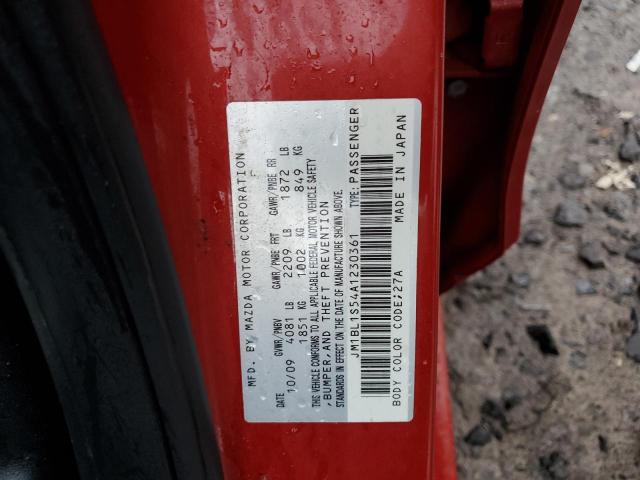 MFD. BY MAZDA MOTOR CORPORATION
DATE GVWR/PNBV GAWR/PNBE FRT GAWR/PNBE RR
10/09 4081 LB 2209 LB 1872 LB
1851 KG 1002 KG 849 KG
THIS VEHICLE CONFORMS TO ALL APPLICABLE FEDERAL MOTOR VEHICLE SAFETY
, BUMPER, AND THEFT PREVENTION
STANDARDS IN EFFECT ON THE DATE OF MANUFACTURE SHOWN ABOVE.
JM1BL1S54A1230361 TYPE: PASSENGER
BODY COLOR CODE;27A MADE IN JAPAN